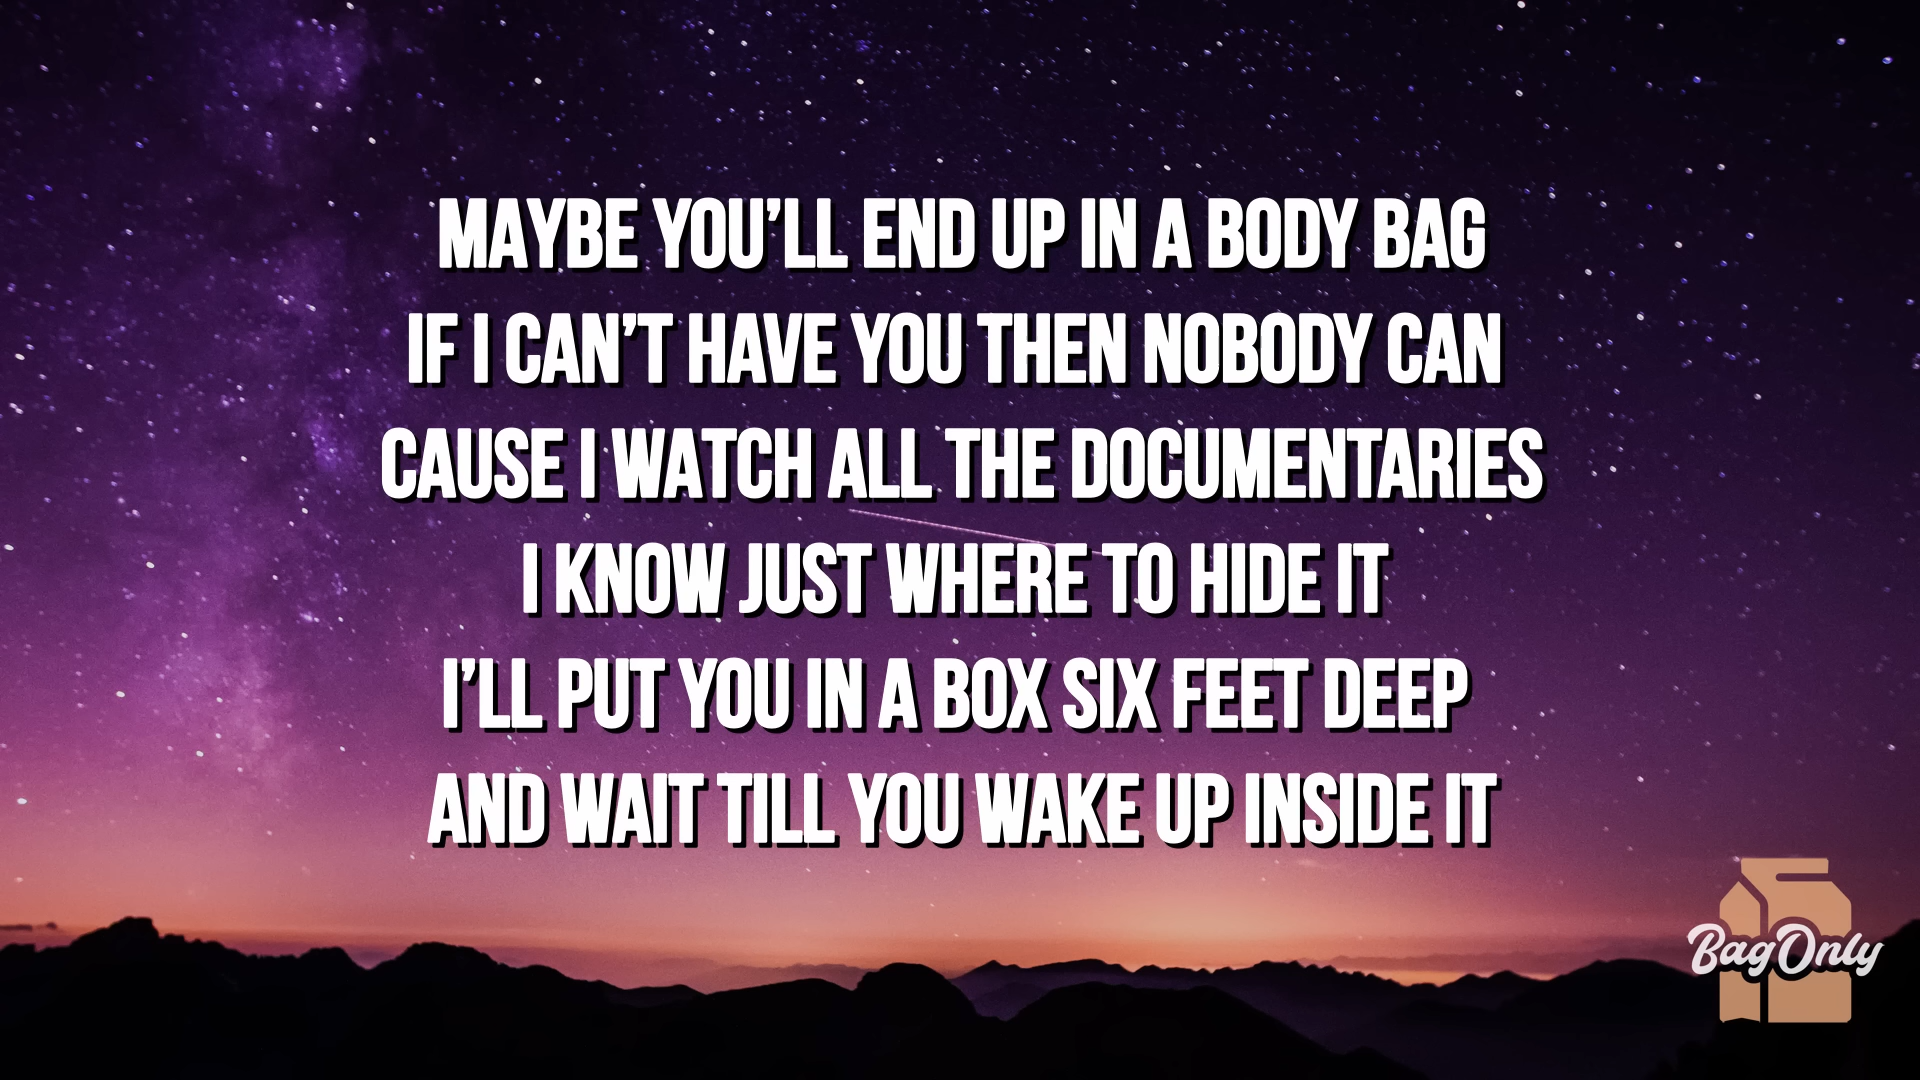 MAYBE YOU'LL END UP IN A BODY BAG
IF I CAN'T HAVE YOU THEN NOBODY CAN
CAUSE I WATCH ALL THE DOCUMENTARIES
I KNOW JUST WHERE TO HIDE IT
I'LL PUT YOU IN A BOX SIX FEET DEEP
AND WAIT TILL YOU WAKE UP INSIDE IT
BagOnly